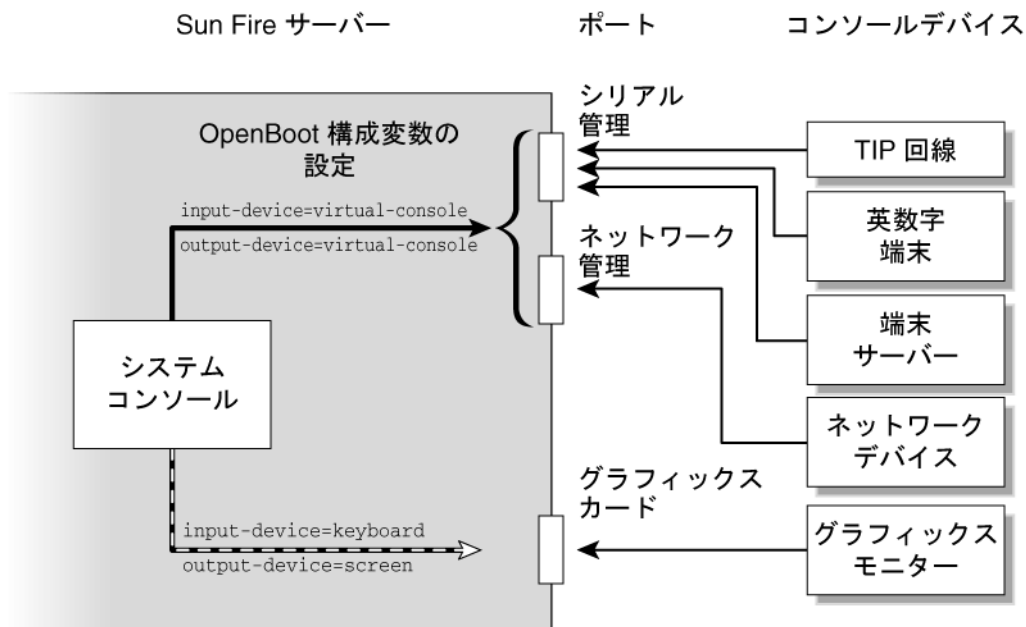 Sun Fire サーバー
ポート
コンソールデバイス
OpenBoot 構成変数の
設定
input-device=virtual-console
output-device=virtual-console
システム
コンソール
input-device=keyboard
output-device=screen
シリアル
管理
ネットワーク
管理
グラフィックス
カード
TIP 回線
英数字
端末
端末
サーバー
ネットワーク
デバイス
グラフィックス
モニター